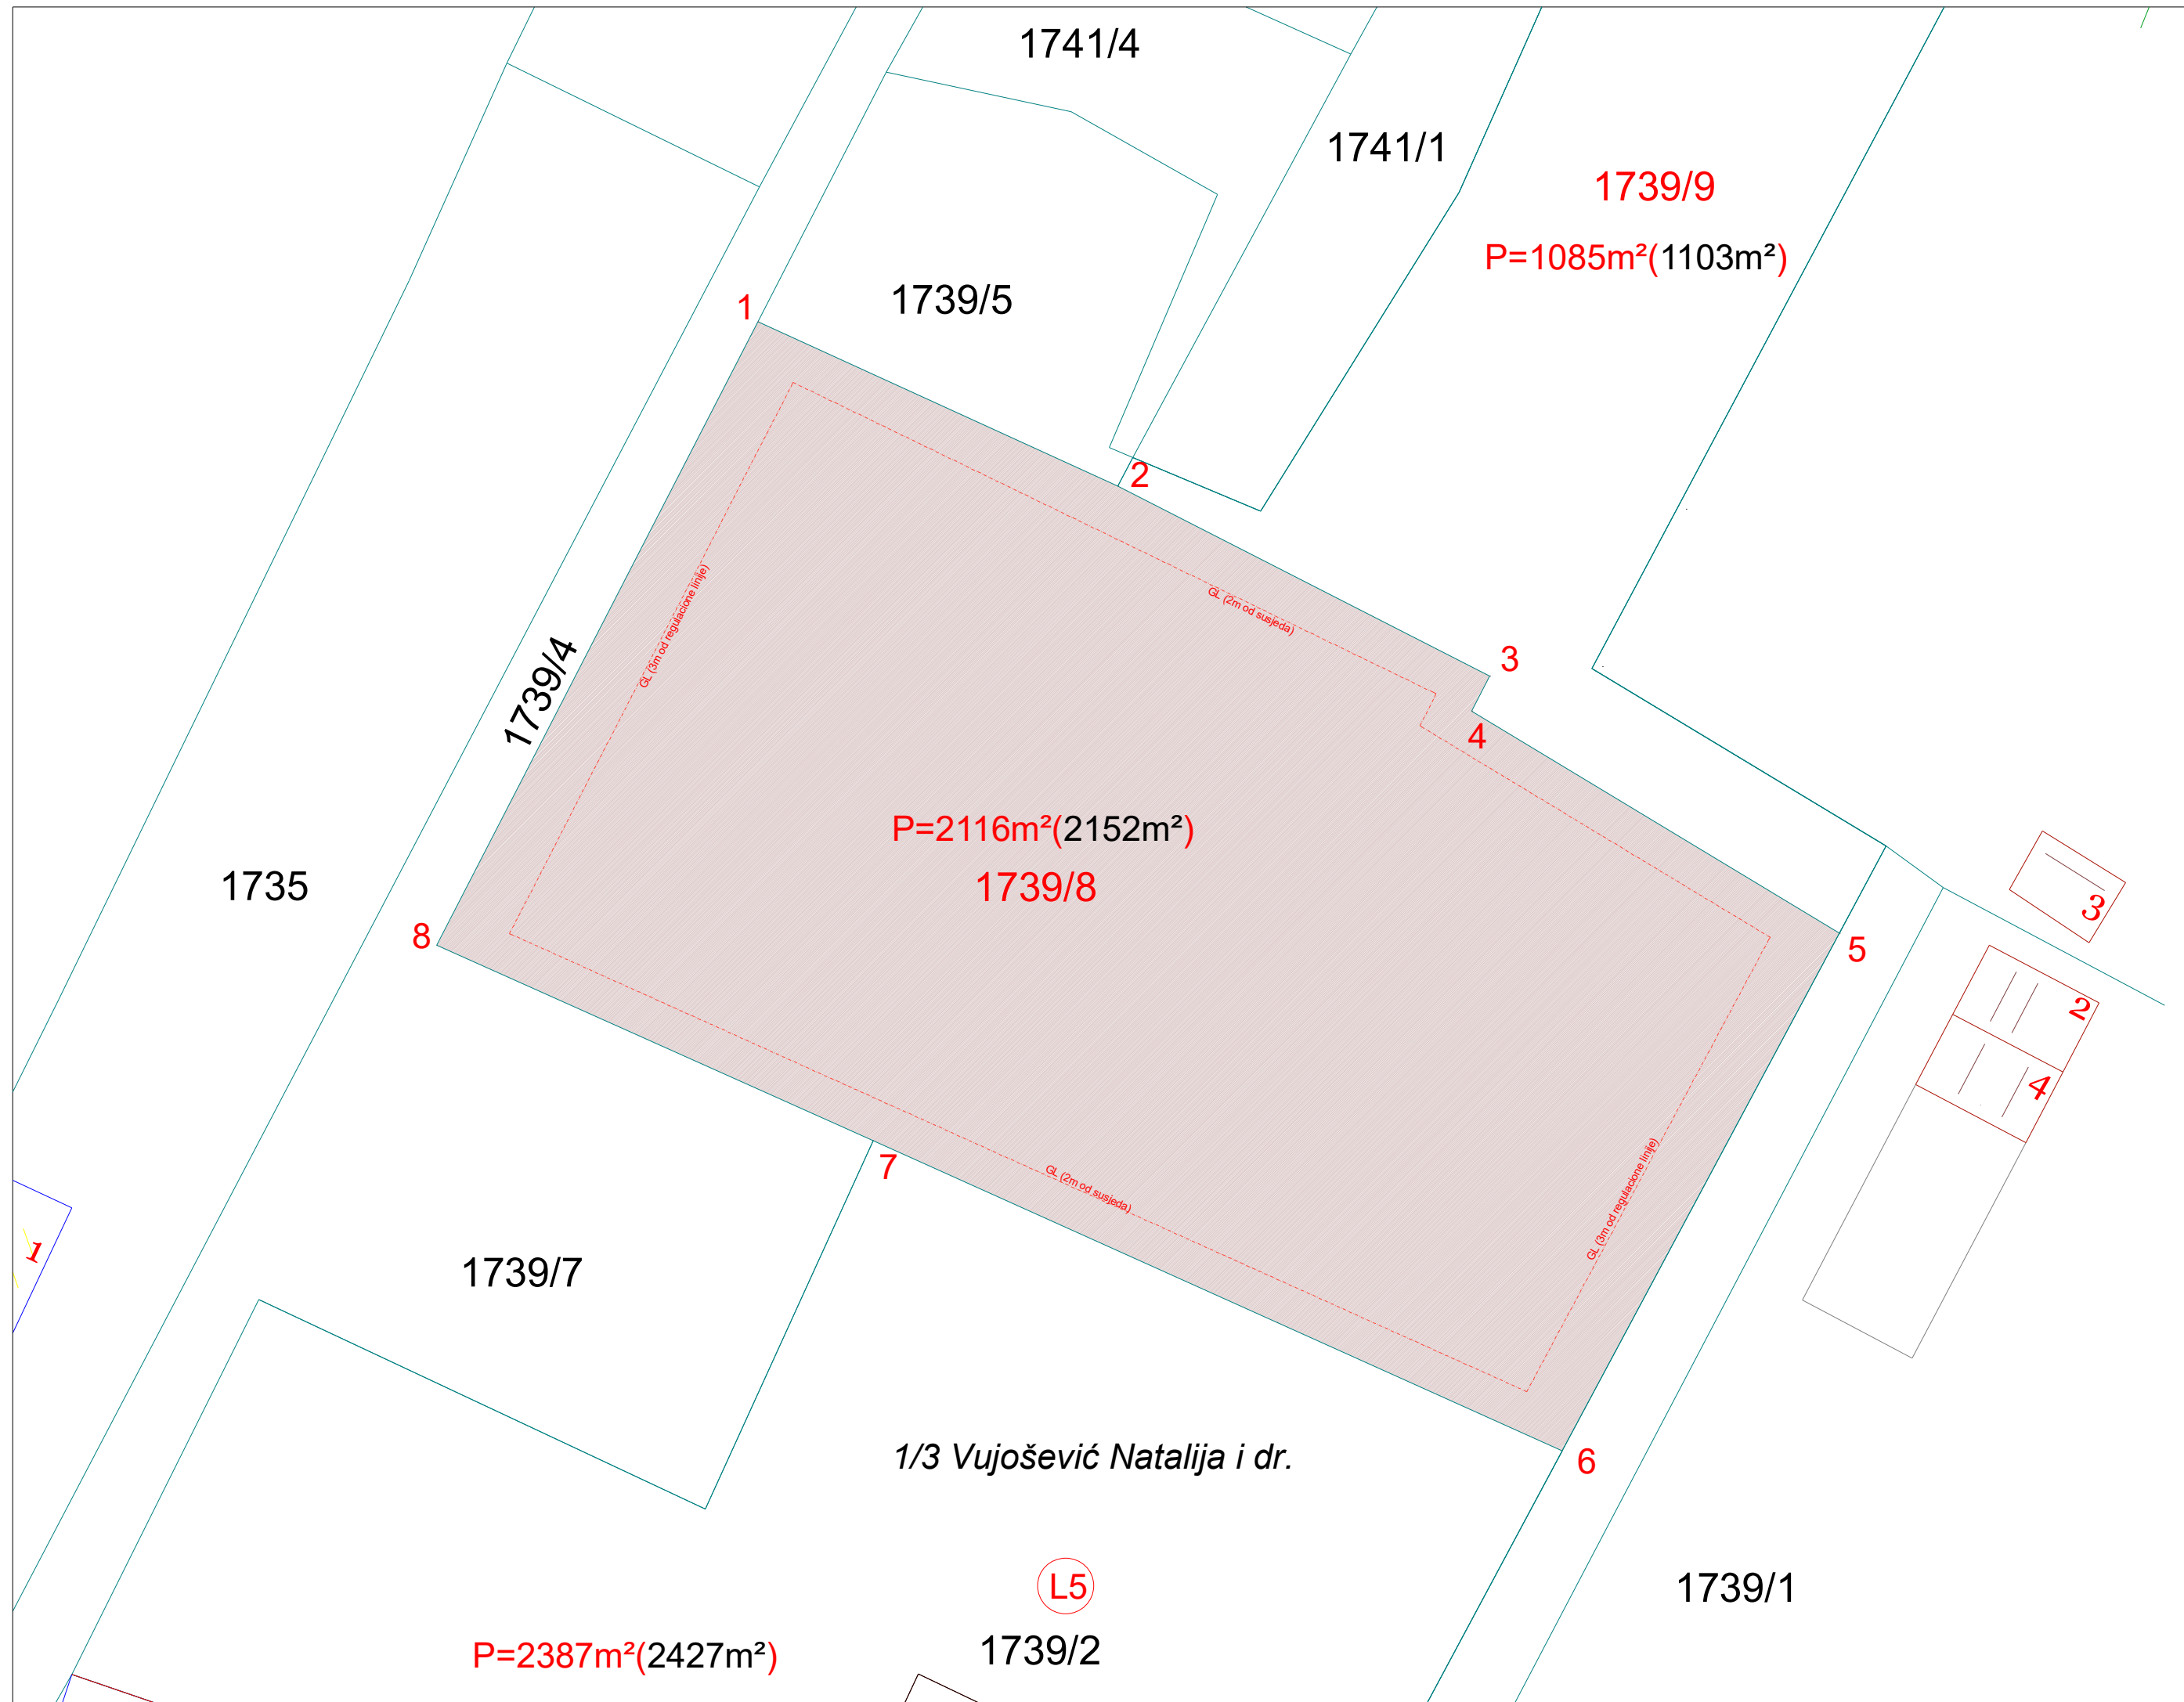 1741/4
1741/1
1739/9
P=1085m²(1103m²)
1739/5
1
2
GL (3m od regulacione linije)
GL (2m od susjeda)
3
1739/4
4
P=2116m²(2152m²)
1739/8
1735
8
5
3
2
4
7
GL (2m od susjeda)
GL (3m od regulacione linije)
1
1739/7
1/3 Vujošević Natalija i dr.
6
L5
1739/1
1739/2
P=2387m²(2427m²)